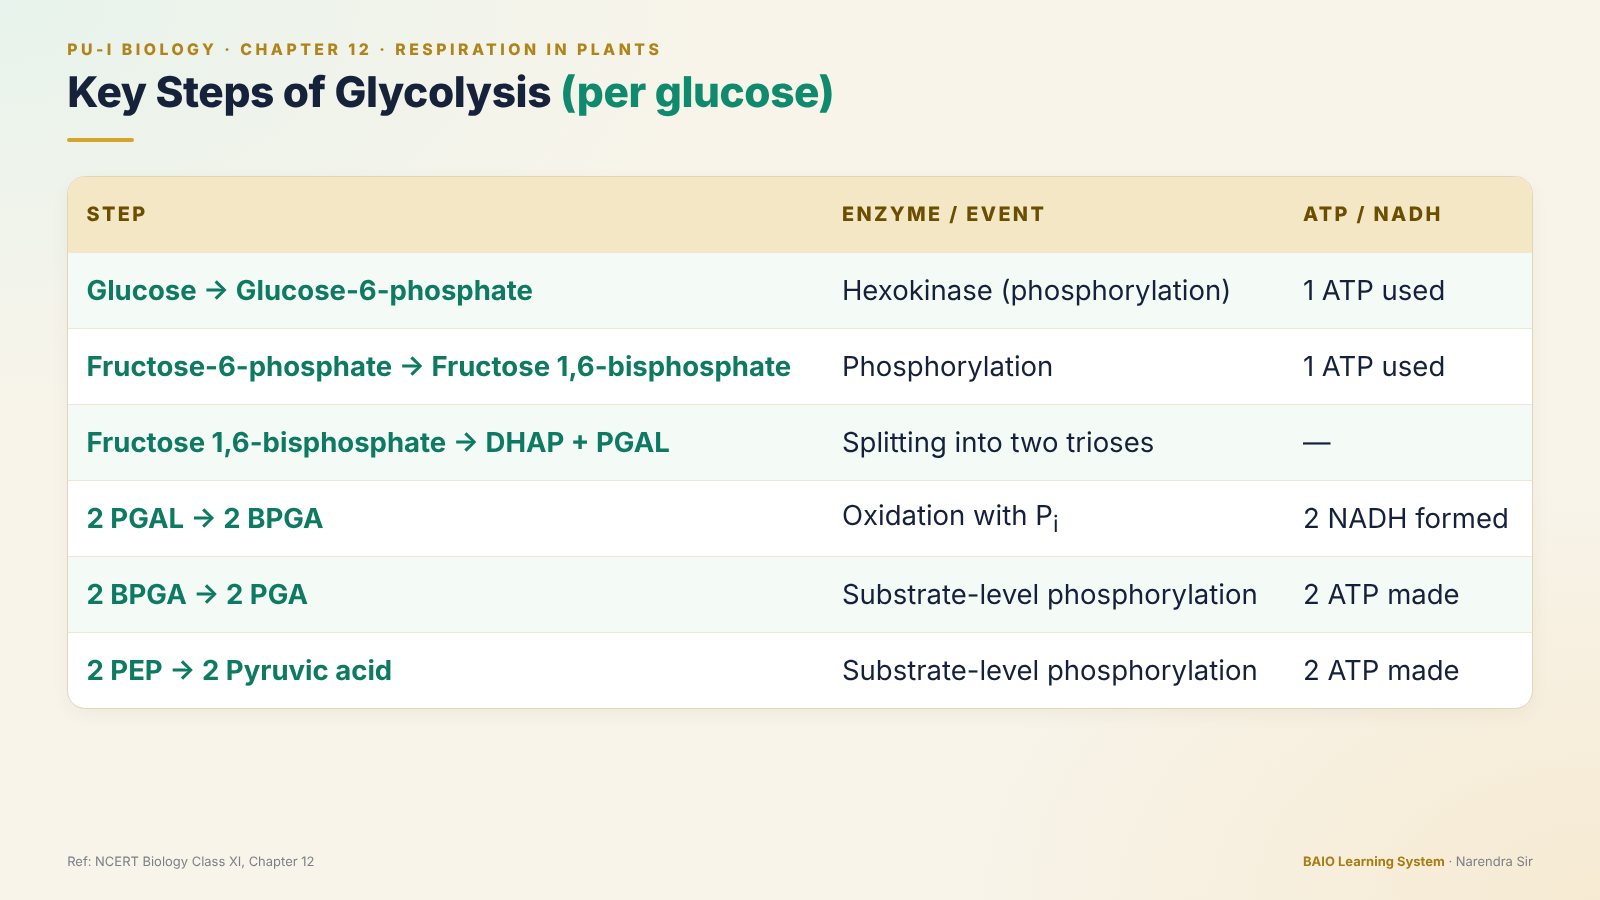 PU-I BIOLOGY · CHAPTER 12 · RESPIRATION IN PLANTS
Key Steps of Glycolysis (per glucose)
STEP ENZYME / EVENT ATP / NADH
Glucose → Glucose-6-phosphate Hexokinase (phosphorylation) 1 ATP used
Fructose-6-phosphate → Fructose 1,6-bisphosphate Phosphorylation 1 ATP used
Fructose 1,6-bisphosphate → DHAP + PGAL Splitting into two trioses —
2 PGAL → 2 BPGA Oxidation with Pi 2 NADH formed
2 BPGA → 2 PGA Substrate-level phosphorylation 2 ATP made
2 PEP → 2 Pyruvic acid Substrate-level phosphorylation 2 ATP made
Ref: NCERT Biology Class XI, Chapter 12 BAIO Learning System · Narendra Sir